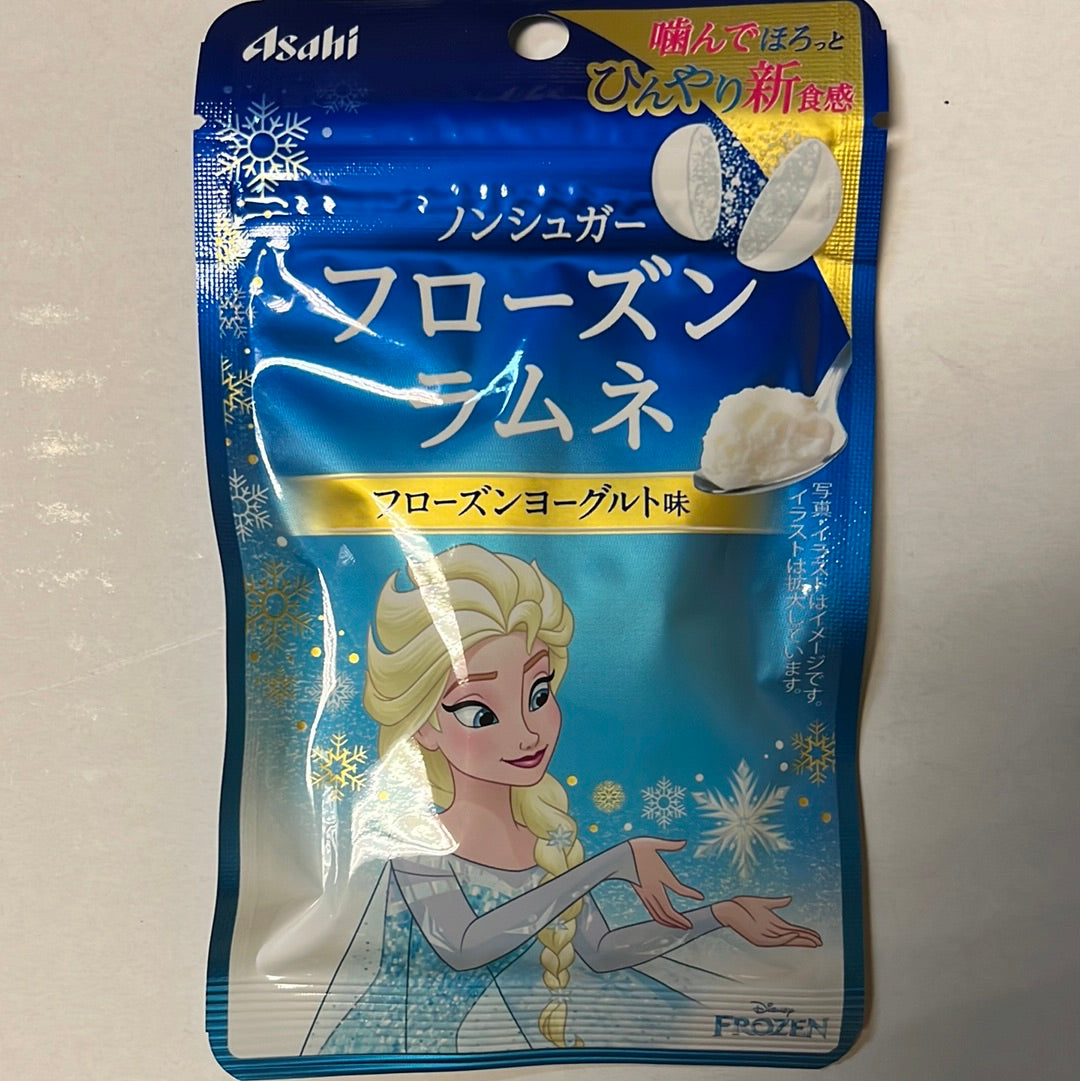 Asahi
噛んでほろっと
ひんやり新食感
ノンシュガー
フローズン
ラムネ
フローズンヨーグルト味
写真・イラストはイメージです。
イラストは拡大しています。
Disney
FROZEN